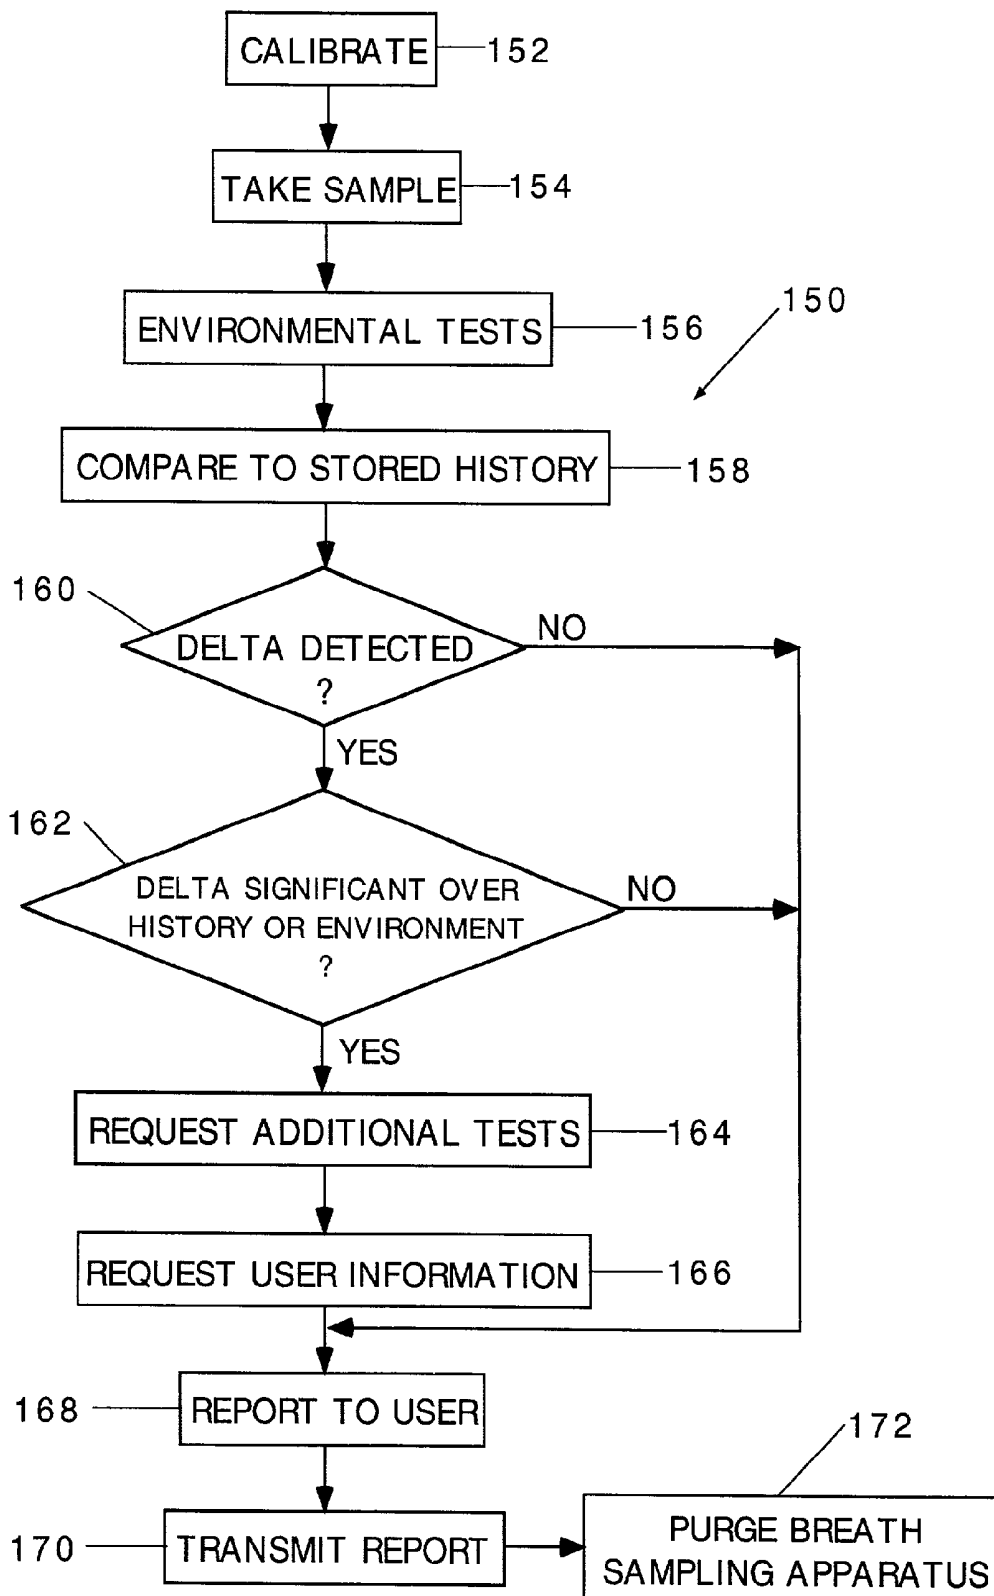 CALIBRATE 152
TAKE SAMPLE 154
ENVIRONMENTAL TESTS 156
150
COMPARE TO STORED HISTORY 158
160
DELTA DETECTED
?
NO
YES
162
DELTA SIGNIFICANT OVER
HISTORY OR ENVIRONMENT
?
NO
YES
REQUEST ADDITIONAL TESTS 164
REQUEST USER INFORMATION 166
168 REPORT TO USER
172
170 TRANSMIT REPORT
PURGE BREATH
SAMPLING APPARATUS